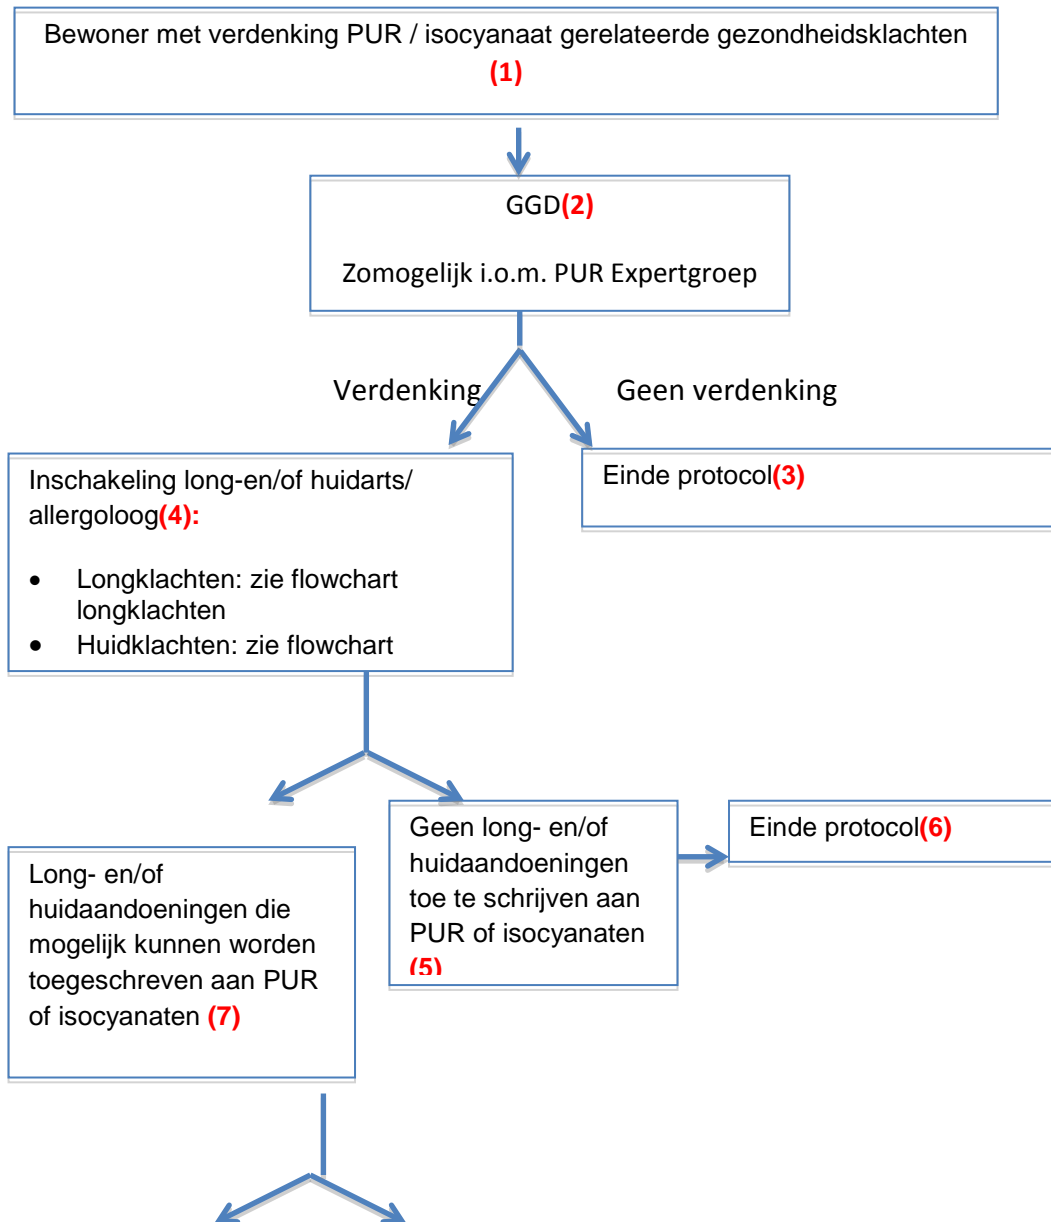 Bewoner met verdenking PUR / isocyanaat gerelateerde gezondheidsklachten
(1)
GGD(2)
Zomogelijk i.o.m. PUR Expertgroep
Verdenking
Geen verdenking
Inschakeling long-en/of huidarts/
allergoloog(4):
• Longklachten: zie flowchart
longklachten
• Huidklachten: zie flowchart
Einde protocol(3)
Geen long- en/of
huidaandoeningen
toe te schrijven aan
PUR of isocyanaten
(5)
Einde protocol(6)
Long- en/of
huidaandoeningen die
mogelijk kunnen worden
toegeschreven aan PUR
of isocyanaten (7)